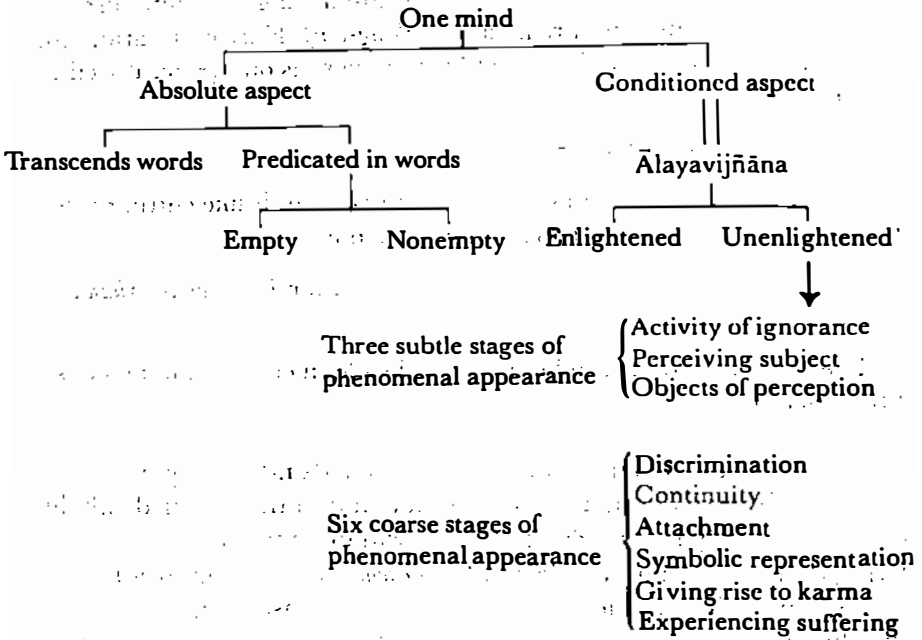 One mind
Absolute aspect
Conditioned aspect
Transcends words
Predicated in words
Ālayavijñāna
Empty
Nonempty
Enlightened
Unenlightened
Three subtle stages of
phenomenal appearance
Activity of ignorance
Perceiving subject
Objects of perception
Six coarse stages of
phenomenal appearance
Discrimination
Continuity
Attachment
Symbolic representation
Giving rise to karma
Experiencing suffering